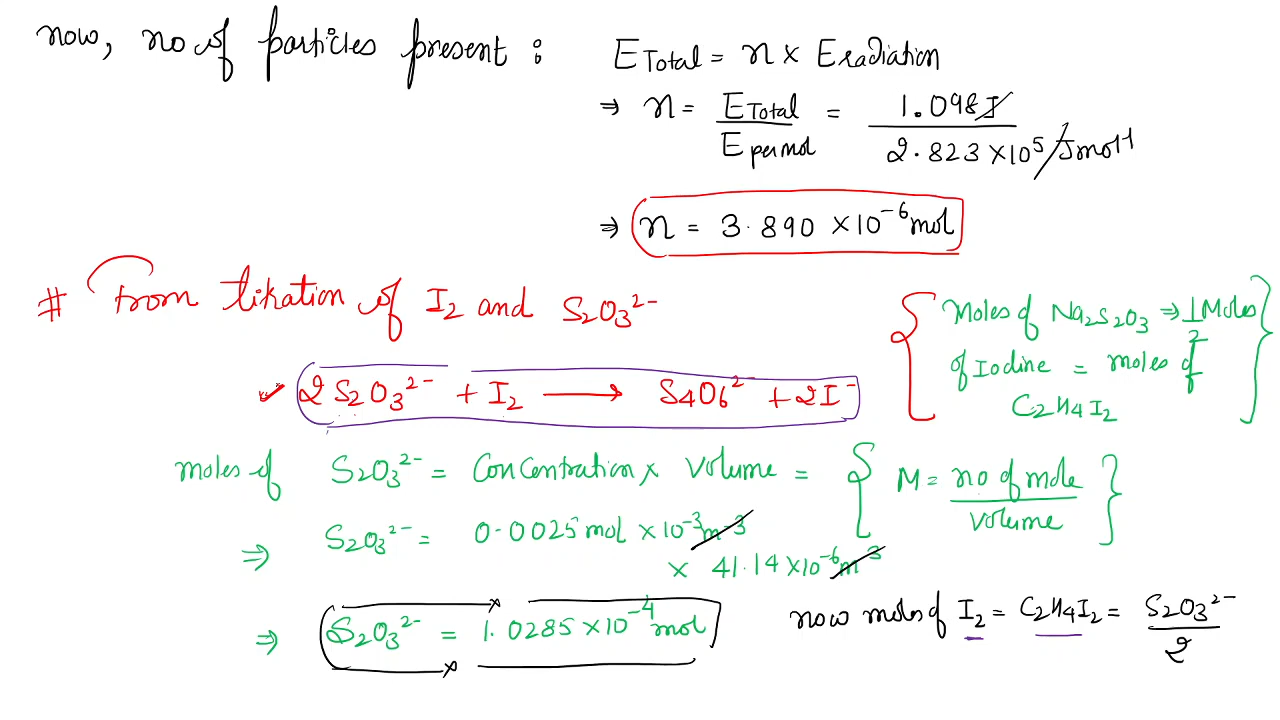 now, no of particles present :
E Total = n × E radiation
⇒ n = E Total / E per mol = 1.098 J / 2.823 × 10^5 J mol^-1
⇒ n = 3.890 × 10^-6 mol
# From titration of I2 and S2O3^2-
{ Moles of Na2S2O3 ⇒ 1/2 Moles
of Iodine = moles of
C2H4I2 }
✓ 2 S2O3^2- + I2 ⟶ S4O6^2- + 2I^-
moles of S2O3^2- = Concentration × volume = { M = no of mole / volume }
⇒ S2O3^2- = 0.0025 mol × 10^-3 m^-3
× 41.14 × 10^-6 m^3
⇒ S2O3^2- = 1.0285 × 10^-4 mol
now moles of I2 = C2H4I2 = S2O3^2- / 2